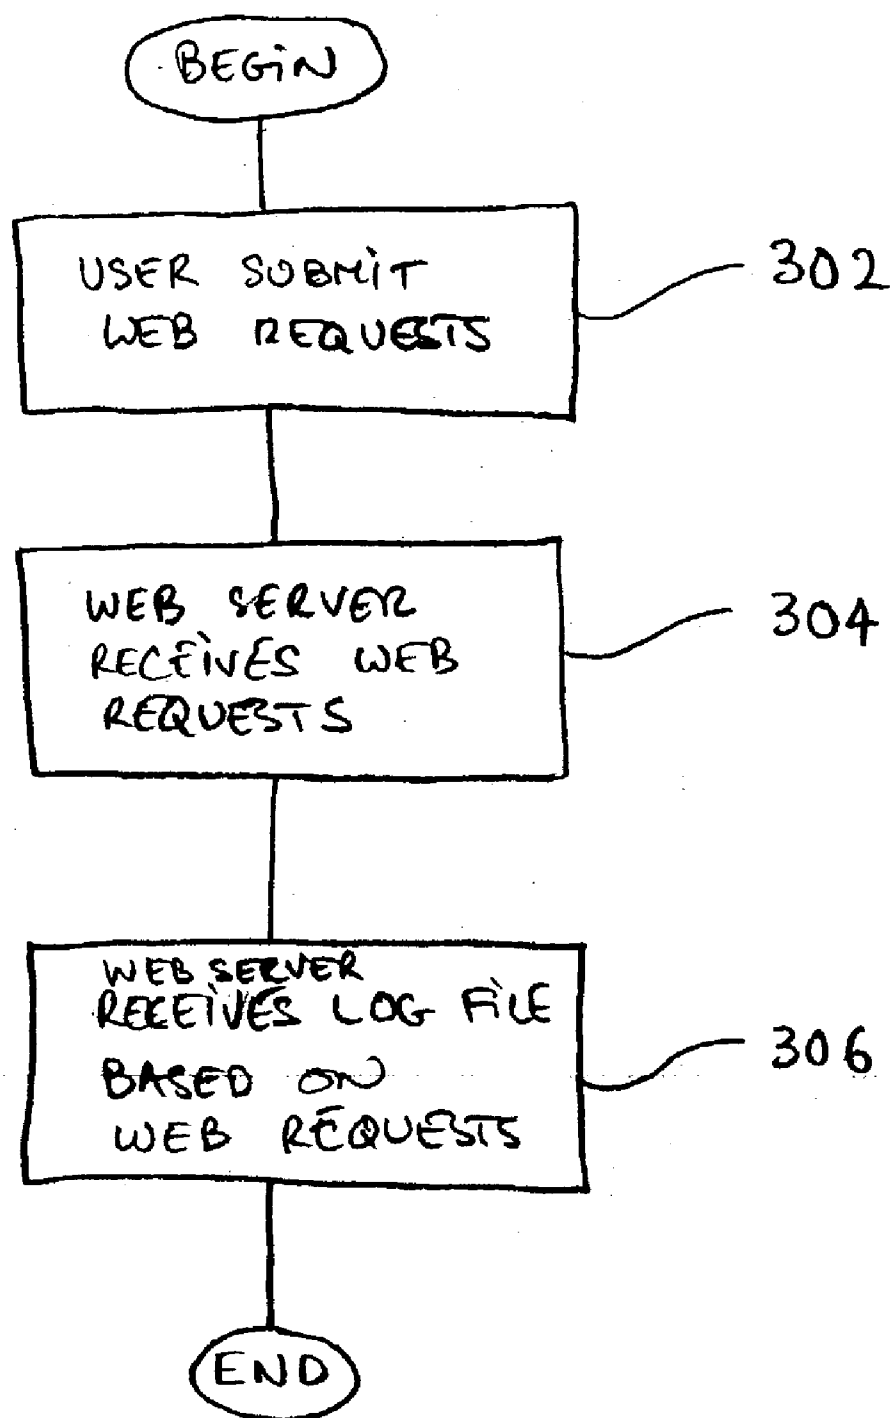 BEGIN
USER SUBMIT
WEB REQUESTS
302
WEB SERVER
RECEIVES WEB
REQUESTS
304
WEB SERVER
RECEIVES LOG FILE
BASED ON
WEB REQUESTS
306
END